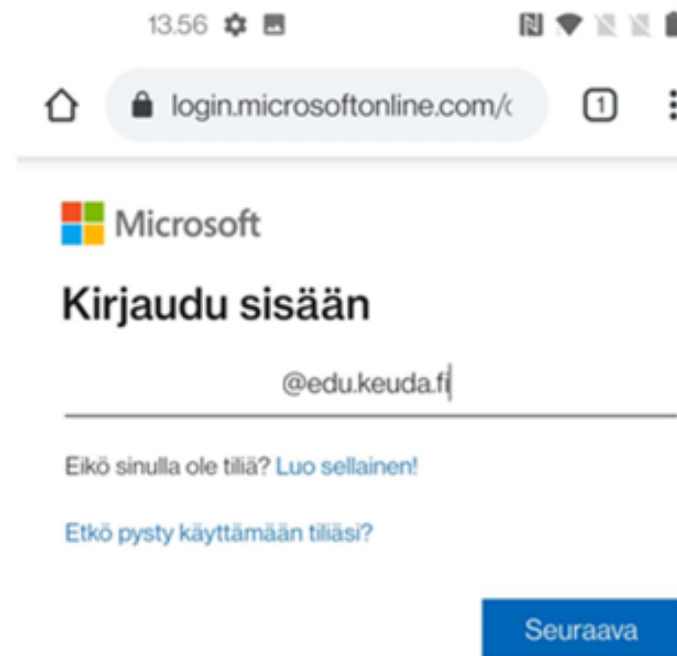 13.56
login.microsoftonline.com/c
1
Microsoft
Kirjaudu sisään
@edu.keuda.fi
Eikö sinulla ole tiliä? Luo sellainen!
Etkö pysty käyttämään tiliäsi?
Seuraava